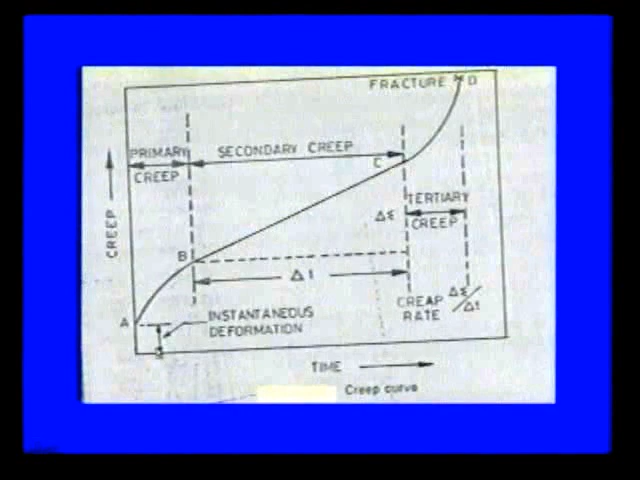 FRACTURE D
PRIMARY
CREEP
SECONDARY CREEP
C
TERTIARY
CREEP
Δε
CREEP
B
Δt
CREAP
RATE
Δε/Δt
A
INSTANTANEOUS
DEFORMATION
TIME
Creep curve